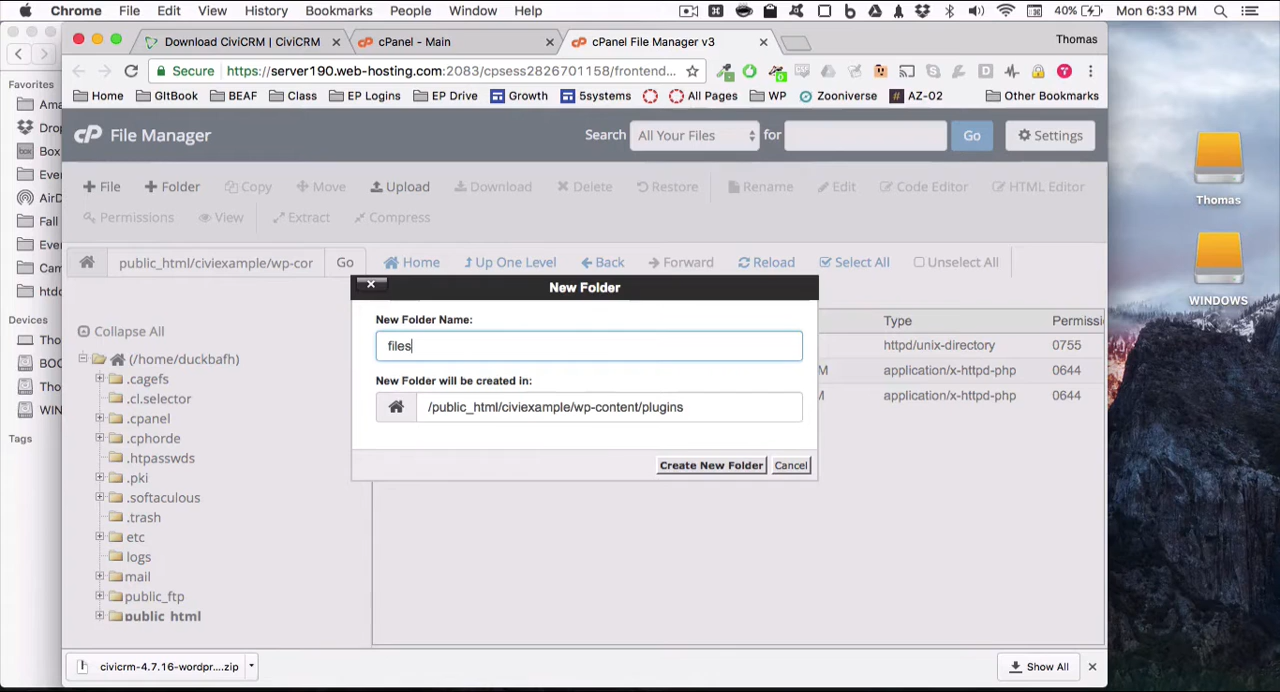 Chrome File Edit View History Bookmarks People Window Help 40% Mon 6:33 PM
Download CiviCRM | CiviCRM cPanel - Main cPanel File Manager v3 Thomas
Secure https://server190.web-hosting.com:2083/cpsess2826701158/frontend...
Home GltBook BEAF Class EP Logins EP Drive Growth 5systems All Pages WP Zooniverse AZ-02 Other Bookmarks
Favorites
Box
Fall
Devices
Tags
cP File Manager Search All Your Files for Go Settings
File Folder Copy Move Upload Download Delete Restore Rename Edit Code Editor HTML Editor
Permissions View Extract Compress
public_html/civiexample/wp-cor Go Home Up One Level Back Forward Reload Select All Unselect All
New Folder
New Folder Name:
files
New Folder will be created in:
/public_html/civiexample/wp-content/plugins
Create New Folder Cancel
Type Permissi
httpd/unix-directory 0755
M application/x-httpd-php 0644
M application/x-httpd-php 0644
Collapse All
(/home/duckbafh)
.cagefs
.cl.selector
.cpanel
.cphorde
.htpasswds
.pki
.softaculous
.trash
etc
logs
mail
public_ftp
public_html
civicrm-4.7.16-wordpr....zip Show All
Thomas
WINDOWS